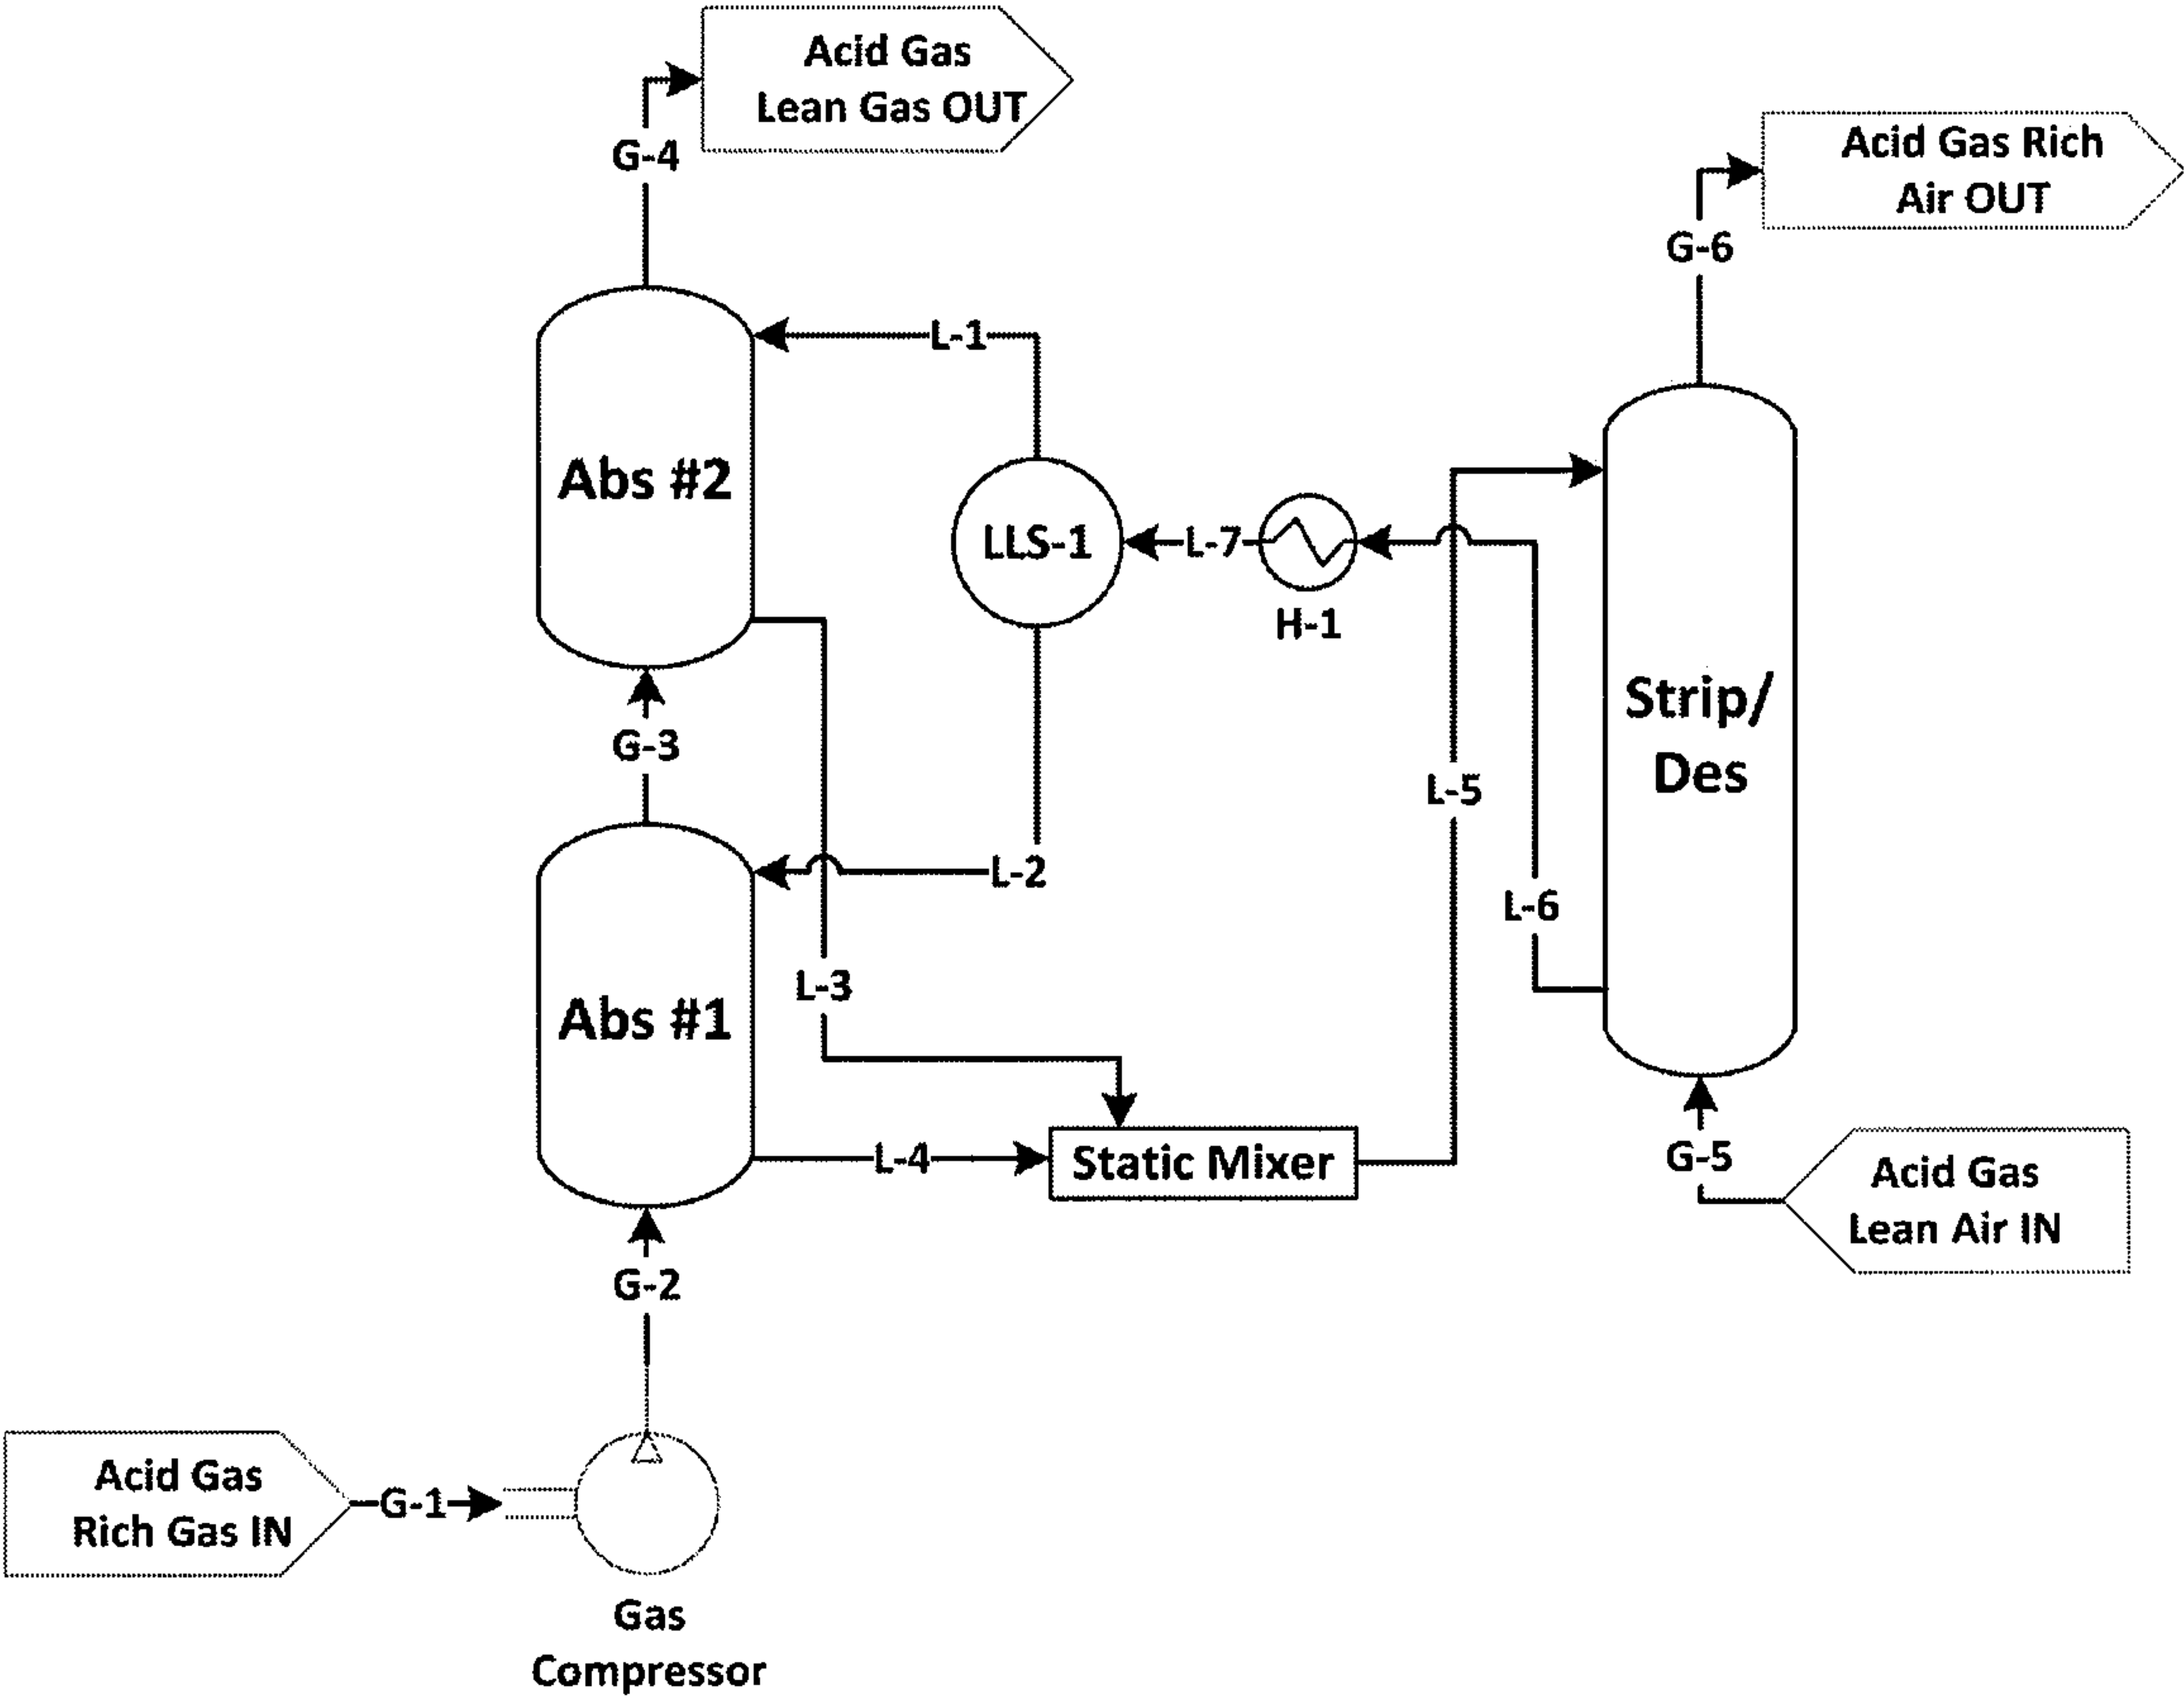 Acid Gas
Lean Gas OUT
G-4
Acid Gas Rich
Air OUT
G-6
L-1
Abs #2
LLS-1
L-7
H-1
Strip/
Des
G-3
L-5
L-2
L-6
L-3
Abs #1
L-4
Static Mixer
G-5
Acid Gas
Lean Air IN
G-2
Acid Gas
Rich Gas IN
G-1
Gas
Compressor